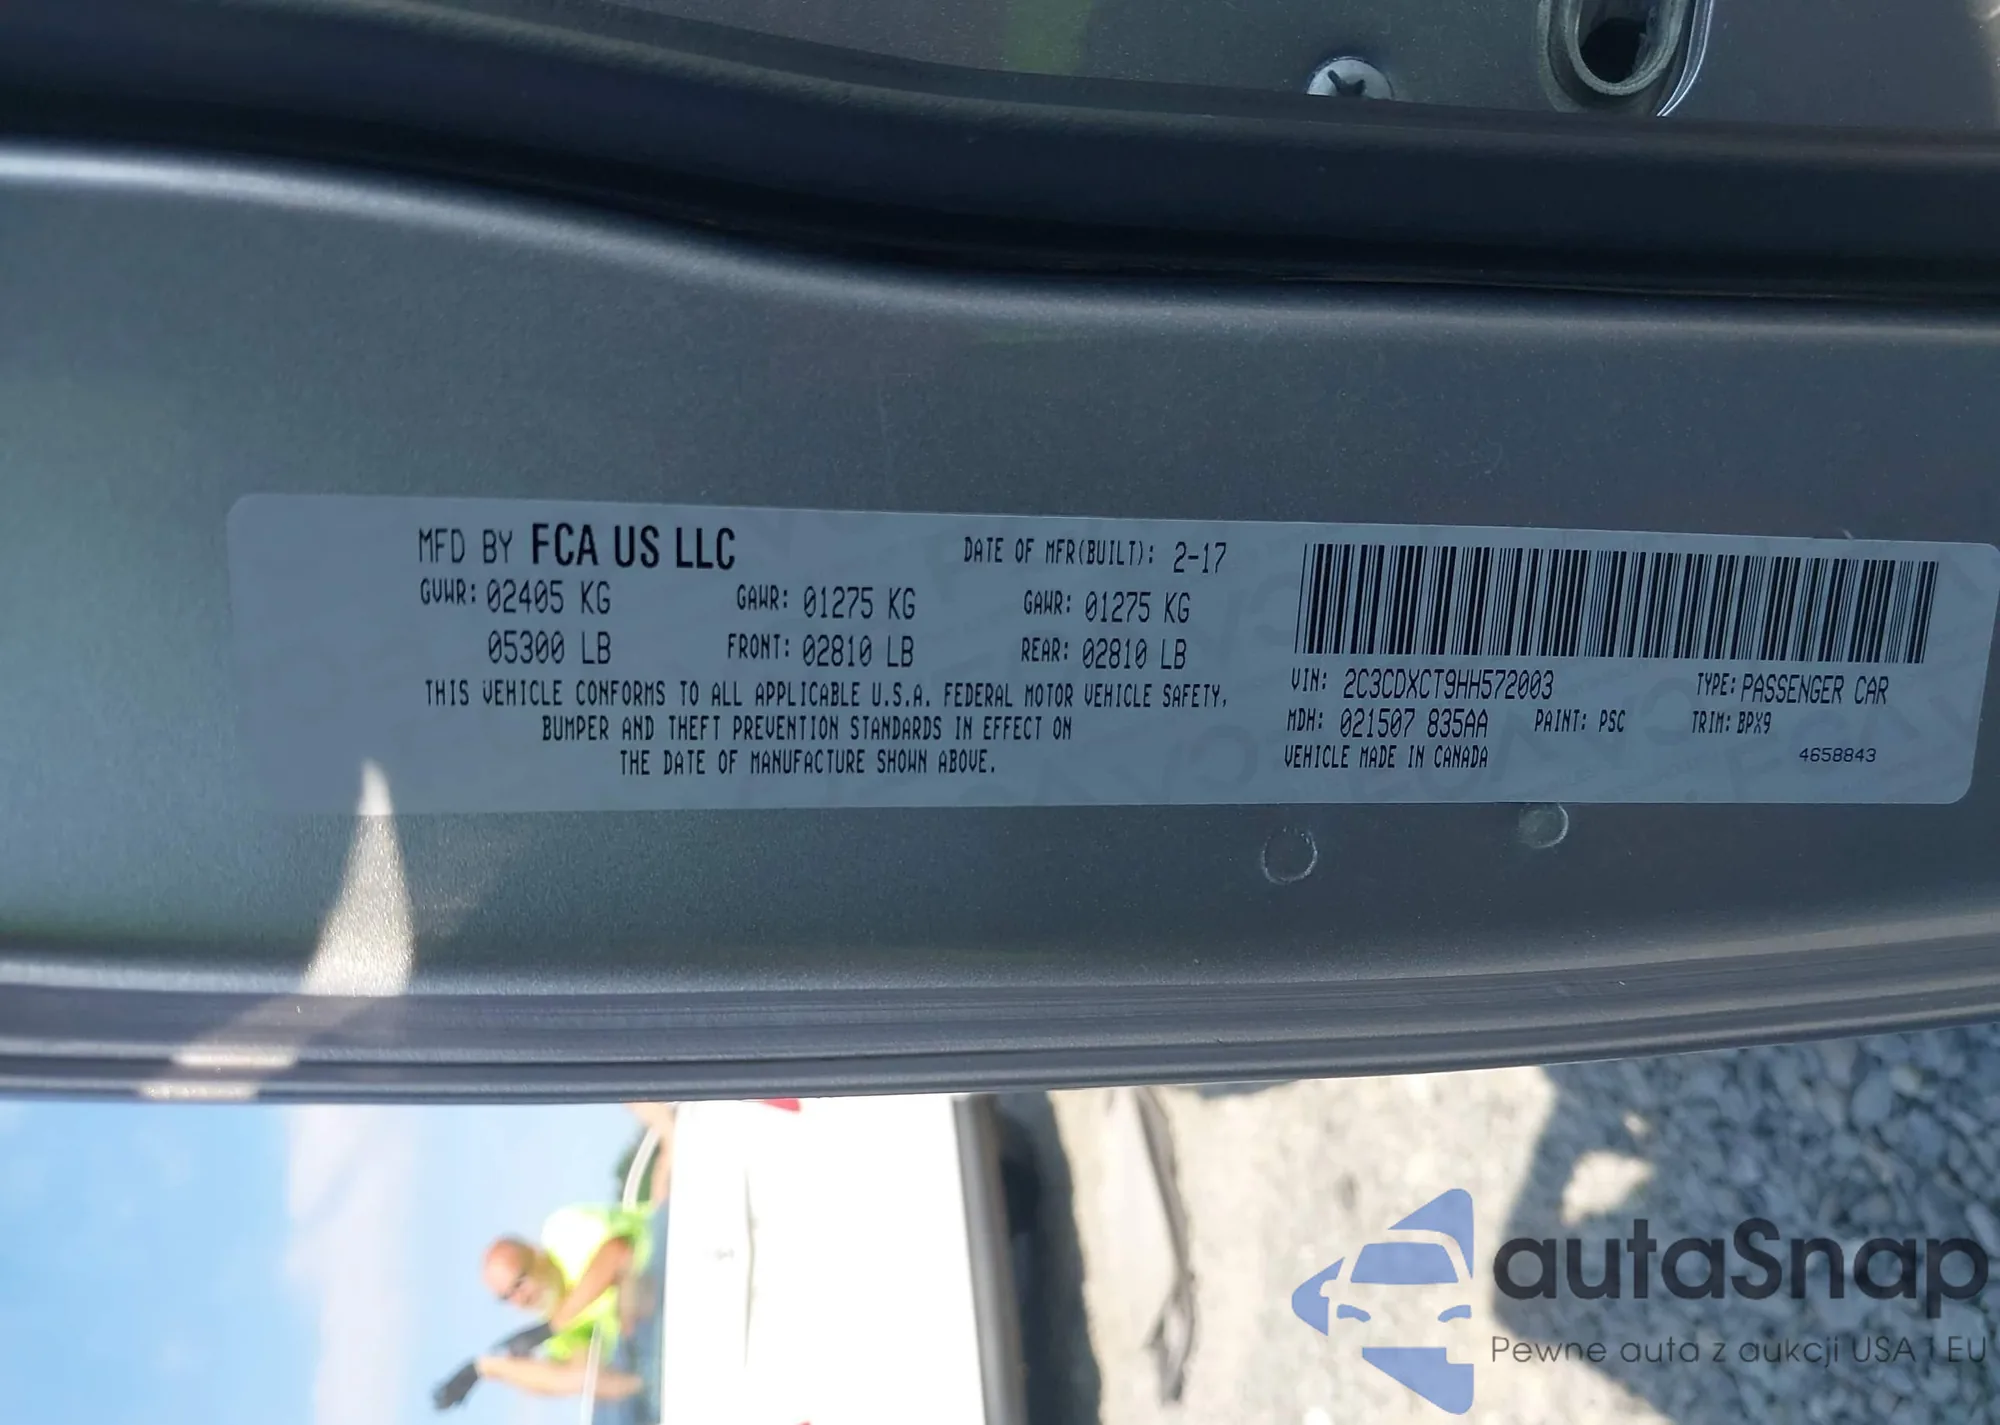 MFD BY FCA US LLC DATE OF MFR(BUILT): 2-17
GVWR: 02405 KG GAWR: 01275 KG GAWR: 01275 KG
05300 LB FRONT: 02810 LB REAR: 02810 LB
THIS VEHICLE CONFORMS TO ALL APPLICABLE U.S.A. FEDERAL MOTOR VEHICLE SAFETY,
BUMPER AND THEFT PREVENTION STANDARDS IN EFFECT ON
THE DATE OF MANUFACTURE SHOWN ABOVE.
VIN: 2C3CDXCT9HH572003 TYPE: PASSENGER CAR
MDH: 021507 835AA PAINT: PSC TRIM: BPX9
VEHICLE MADE IN CANADA 4658843
autaSnap
Pewne auta z aukcji USA i EU